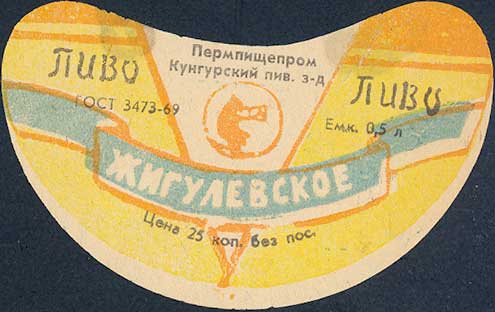 Пермпищепром
Кунгурский пив. з-д
ПИВО
ПИВО
ГОСТ 3473-69
Емк. 0,5 л
ЖИГУЛЕВСКОЕ
Цена 25 коп. без пос.